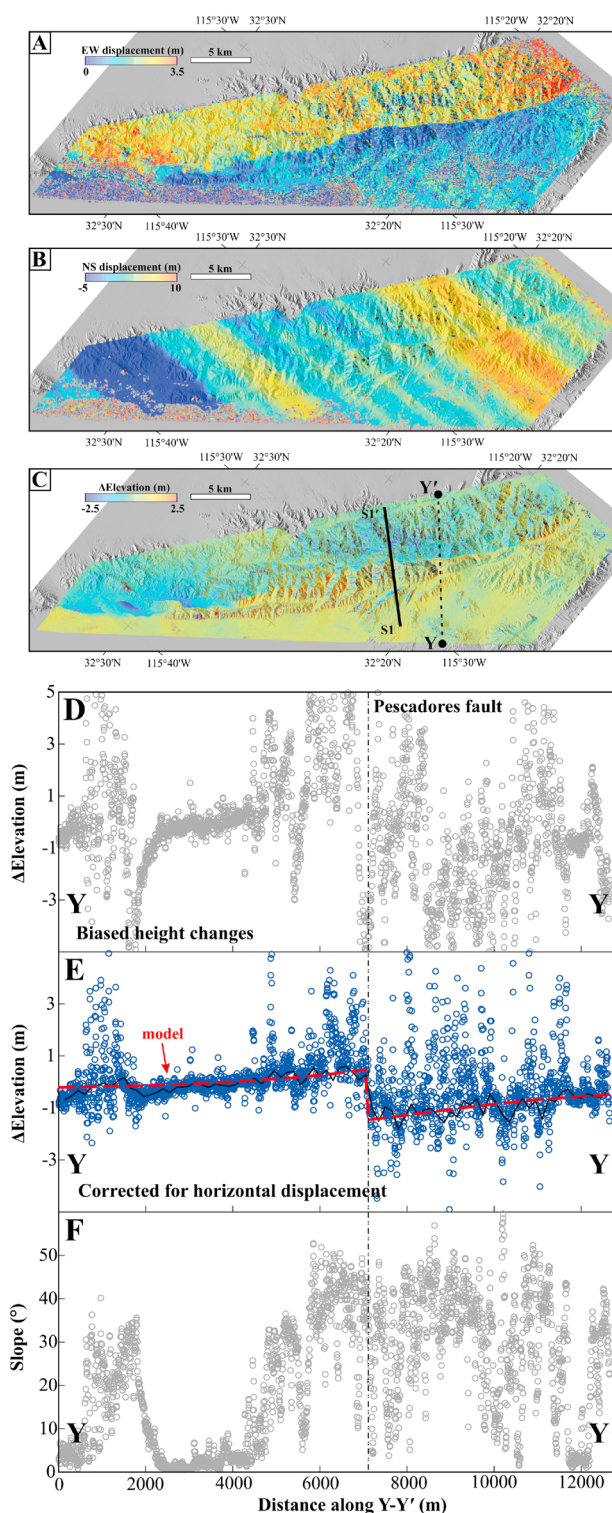 115°30'W 32°30'N 115°20'W 32°20'N
A
EW displacement (m)
0 3.5
5 km
32°30'N 115°40'W 32°20'N 115°30'W
115°30'W 32°30'N 115°20'W 32°20'N
B
NS displacement (m)
-5 10
5 km
32°30'N 115°40'W 32°20'N 115°30'W
115°30'W 32°30'N 115°20'W 32°20'N
C
ΔElevation (m)
-2.5 2.5
5 km
Y′
S1′
S1
Y
32°30'N 115°40'W 32°20'N 115°30'W
D
Pescadores fault
5
3
1
-1
-3
ΔElevation (m)
Y Y
Biased height changes
E
3
1
-1
-3
ΔElevation (m)
model
Y Y
Corrected for horizontal displacement
F
50
40
30
20
10
0
Slope (°)
Y Y
0 2000 4000 6000 8000 10000 12000
Distance along Y-Y′ (m)